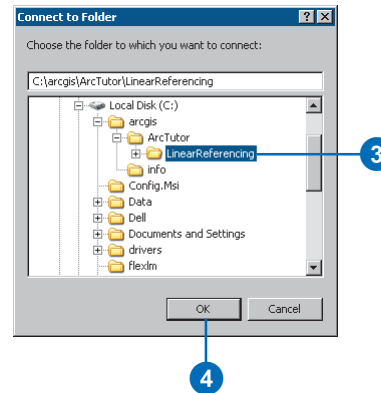 Connect to Folder
Choose the folder to which you want to connect:
C:\arcgis\ArcTutor\LinearReferencing
Local Disk (C:)
arcgis
ArcTutor
LinearReferencing
3
info
Config.Msi
Data
Dell
Documents and Settings
drivers
flexlm
OK
Cancel
4